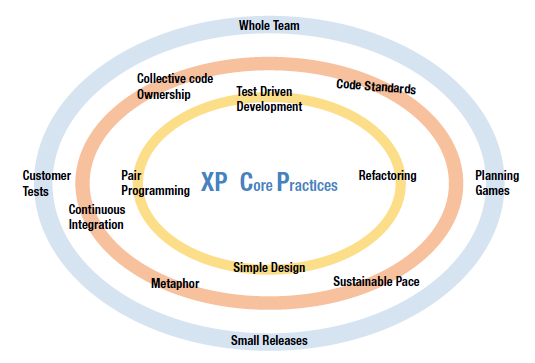 Whole Team
Collective code
Ownership
Test Driven
Development
Code Standards
Customer
Tests
Pair
Programming
XP Core Practices
Refactoring
Planning
Games
Continuous
Integration
Simple Design
Metaphor
Sustainable Pace
Small Releases